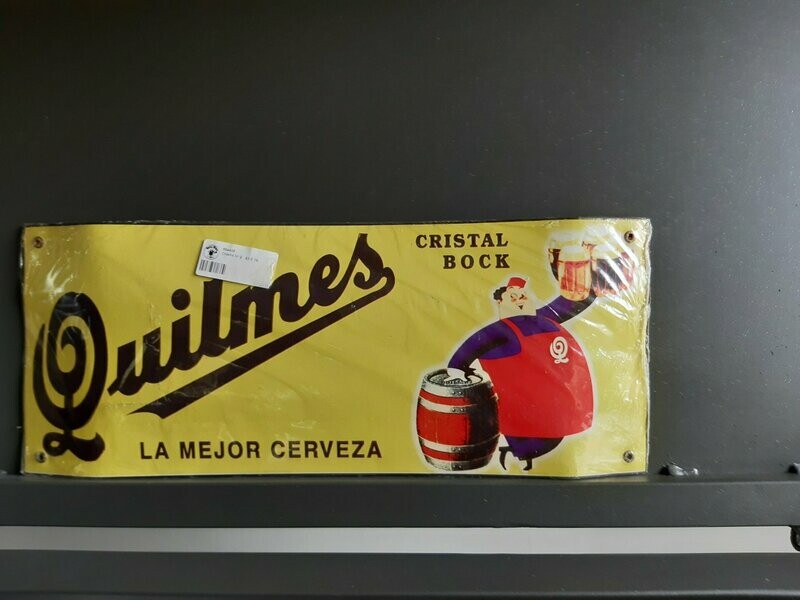 Quilmes
CRISTAL
BOCK
LA MEJOR CERVEZA
Q